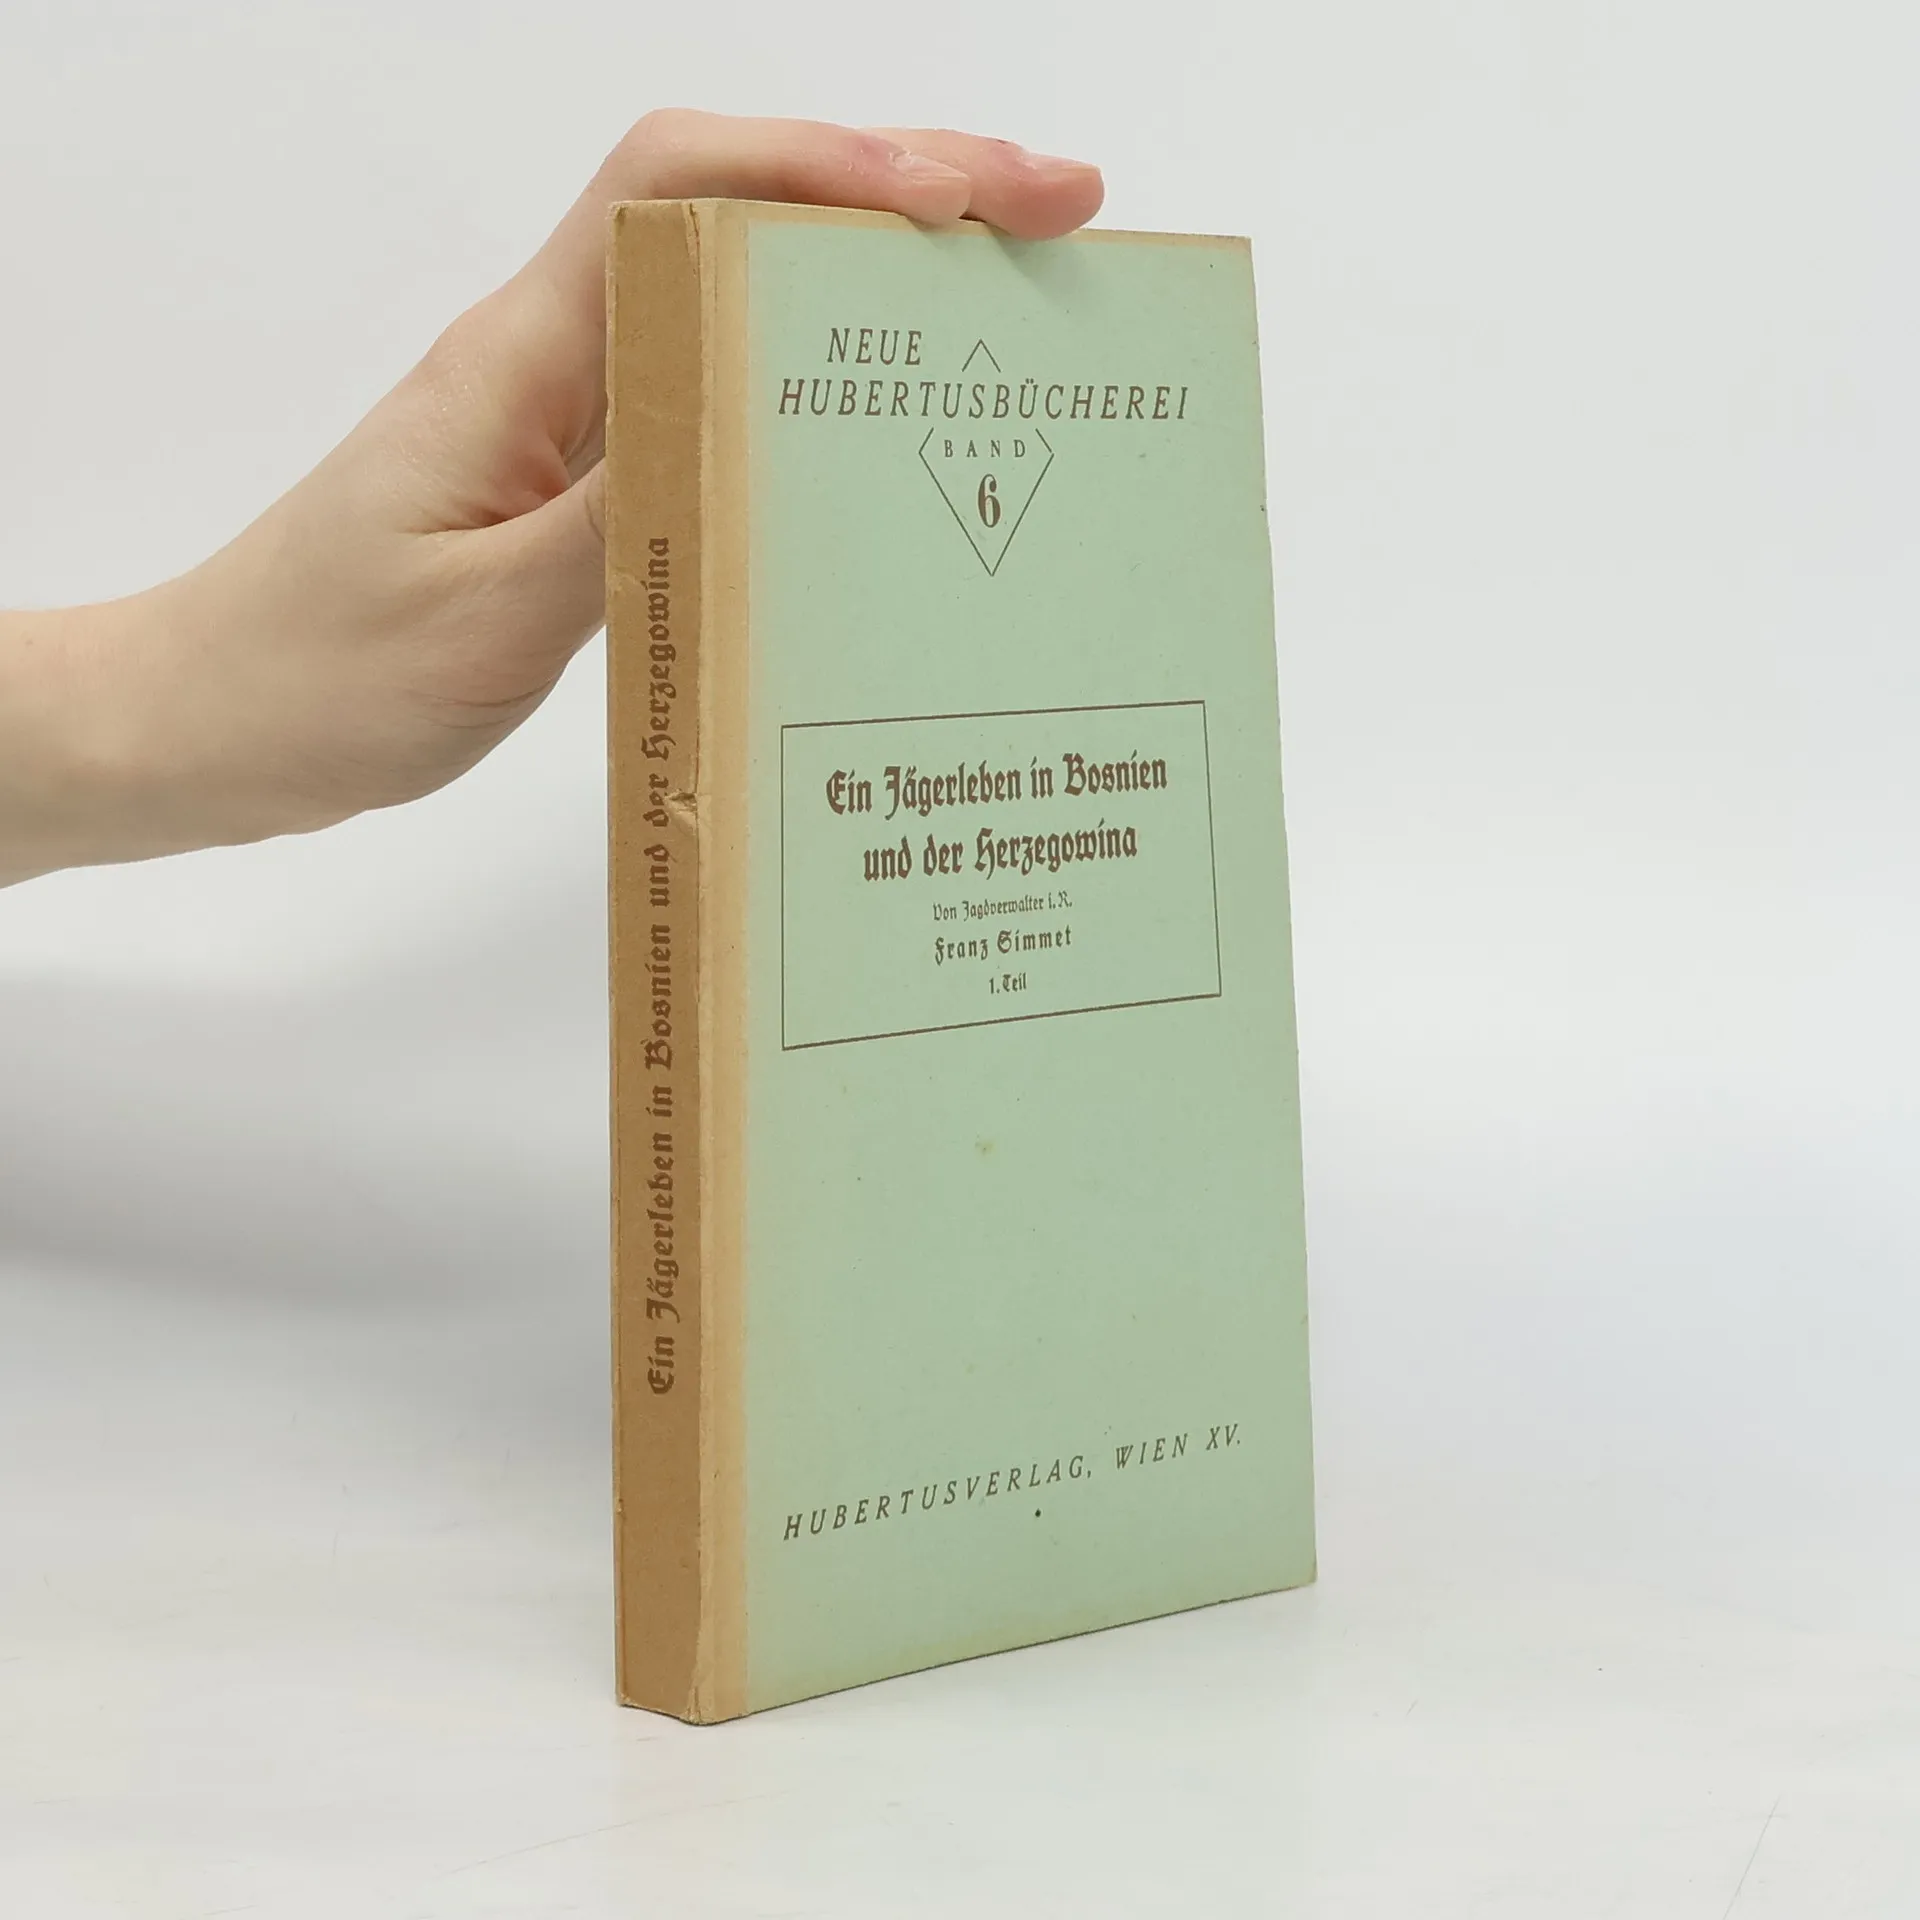 NEUE
HUBERTUSBÜCHEREI
BAND
6
Ein Jägerleben in Bosnien
und der Herzegowina
Von Jagdverwalter i. R.
Franz Simmet
1. Teil
HUBERTUSVERLAG, WIEN XV.
Ein Jägerleben in Bosnien und der Herzegowina